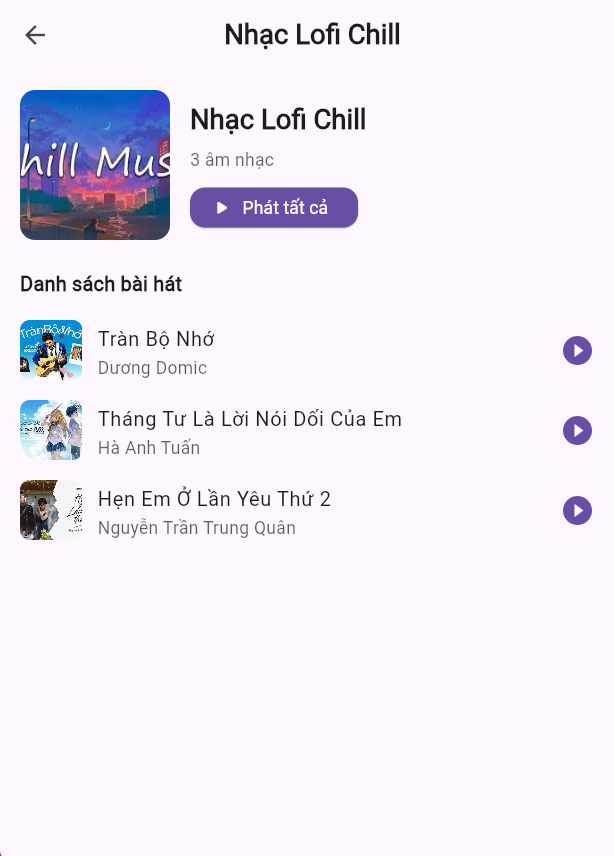 Nhạc Lofi Chill
hill Mus
Nhạc Lofi Chill
3 âm nhạc
Phát tất cả
Danh sách bài hát
TrànBộNhớ
Tràn Bộ Nhớ
Dương Domic
Tháng Tư Là Lời Nói Dối Của Em
Hà Anh Tuấn
Hẹn Em Ở Lần Yêu Thứ 2
Nguyễn Trần Trung Quân